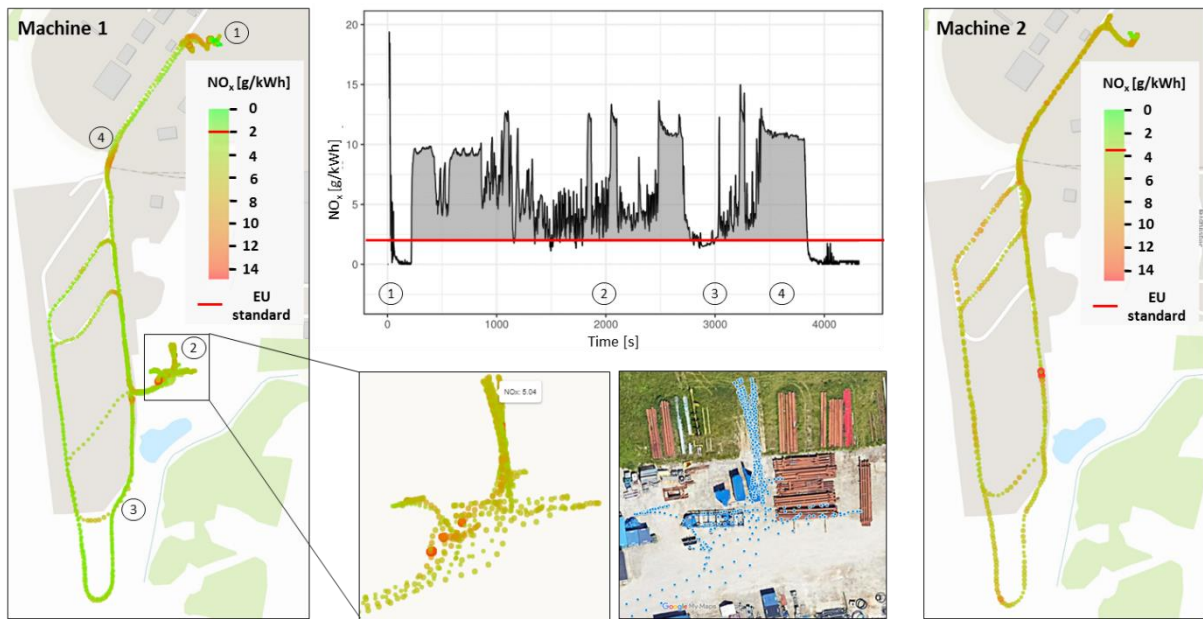 Machine 1
1
NOx [g/kWh]
0
2
4
6
8
10
12
14
EU
standard
4
2
3
20
15
10
5
0
NOx [g/kWh]
1
2
3
4
0
1000
2000
3000
4000
Time [s]
NOx: 5.04
Google My Maps
Machine 2
NOx [g/kWh]
0
2
4
6
8
10
12
14
EU
standard